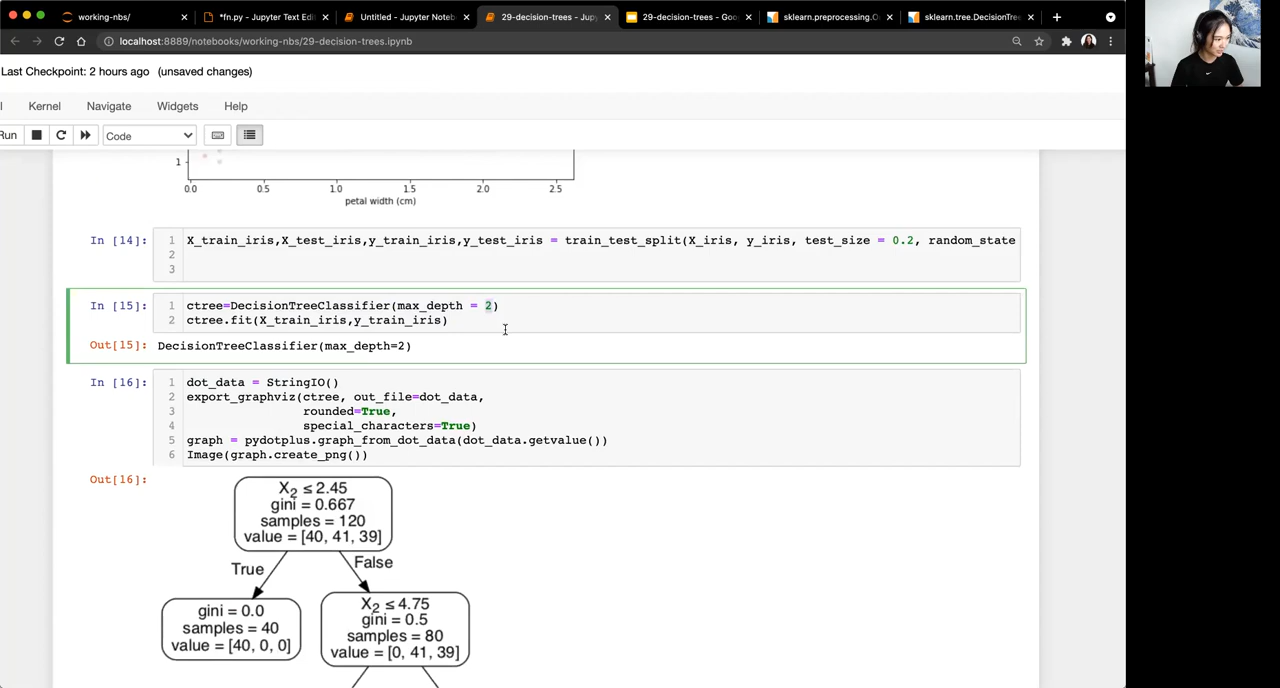 working-nbs/
*fn.py - Jupyter Text Edi
Untitled - Jupyter Noteb
29-decision-trees - Jup
29-decision-trees - Goo
sklearn.preprocessing.O
sklearn.tree.DecisionTre
localhost:8889/notebooks/working-nbs/29-decision-trees.ipynb
Last Checkpoint: 2 hours ago (unsaved changes)
l Kernel Navigate Widgets Help
Run Code
1
0.0 0.5 1.0 1.5 2.0 2.5
petal width (cm)
In [14]: 1 X_train_iris,X_test_iris,y_train_iris,y_test_iris = train_test_split(X_iris, y_iris, test_size = 0.2, random_state
2
3
In [15]: 1 ctree=DecisionTreeClassifier(max_depth = 2)
2 ctree.fit(X_train_iris,y_train_iris)
Out[15]: DecisionTreeClassifier(max_depth=2)
In [16]: 1 dot_data = StringIO()
2 export_graphviz(ctree, out_file=dot_data,
3 rounded=True,
4 special_characters=True)
5 graph = pydotplus.graph_from_dot_data(dot_data.getvalue())
6 Image(graph.create_png())
Out[16]:
X₂ ≤ 2.45
gini = 0.667
samples = 120
value = [40, 41, 39]
True False
gini = 0.0
samples = 40
value = [40, 0, 0]
X₂ ≤ 4.75
gini = 0.5
samples = 80
value = [0, 41, 39]